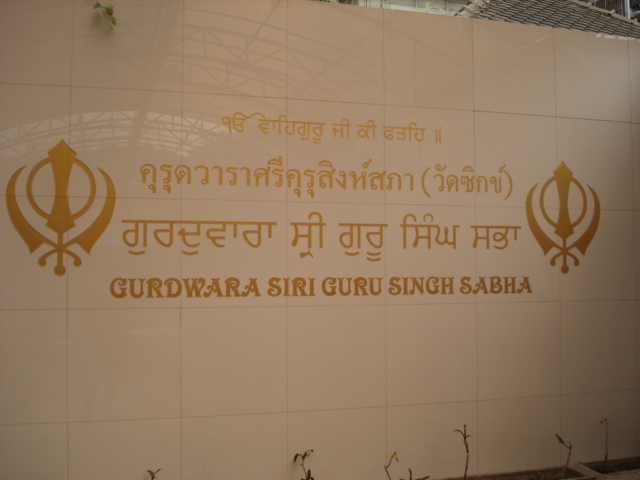 ੴ ਵਾਹਿਗੁਰੂ ਜੀ ਕੀ ਫਤਹਿ ॥
คุรุดวาราศรีคุรุสิงห์สภา (วัดซิกข์)
ਗੁਰਦੁਵਾਰਾ ਸ੍ਰੀ ਗੁਰੂ ਸਿੰਘ ਸਭਾ
GURDWARA SIRI GURU SINGH SABHA